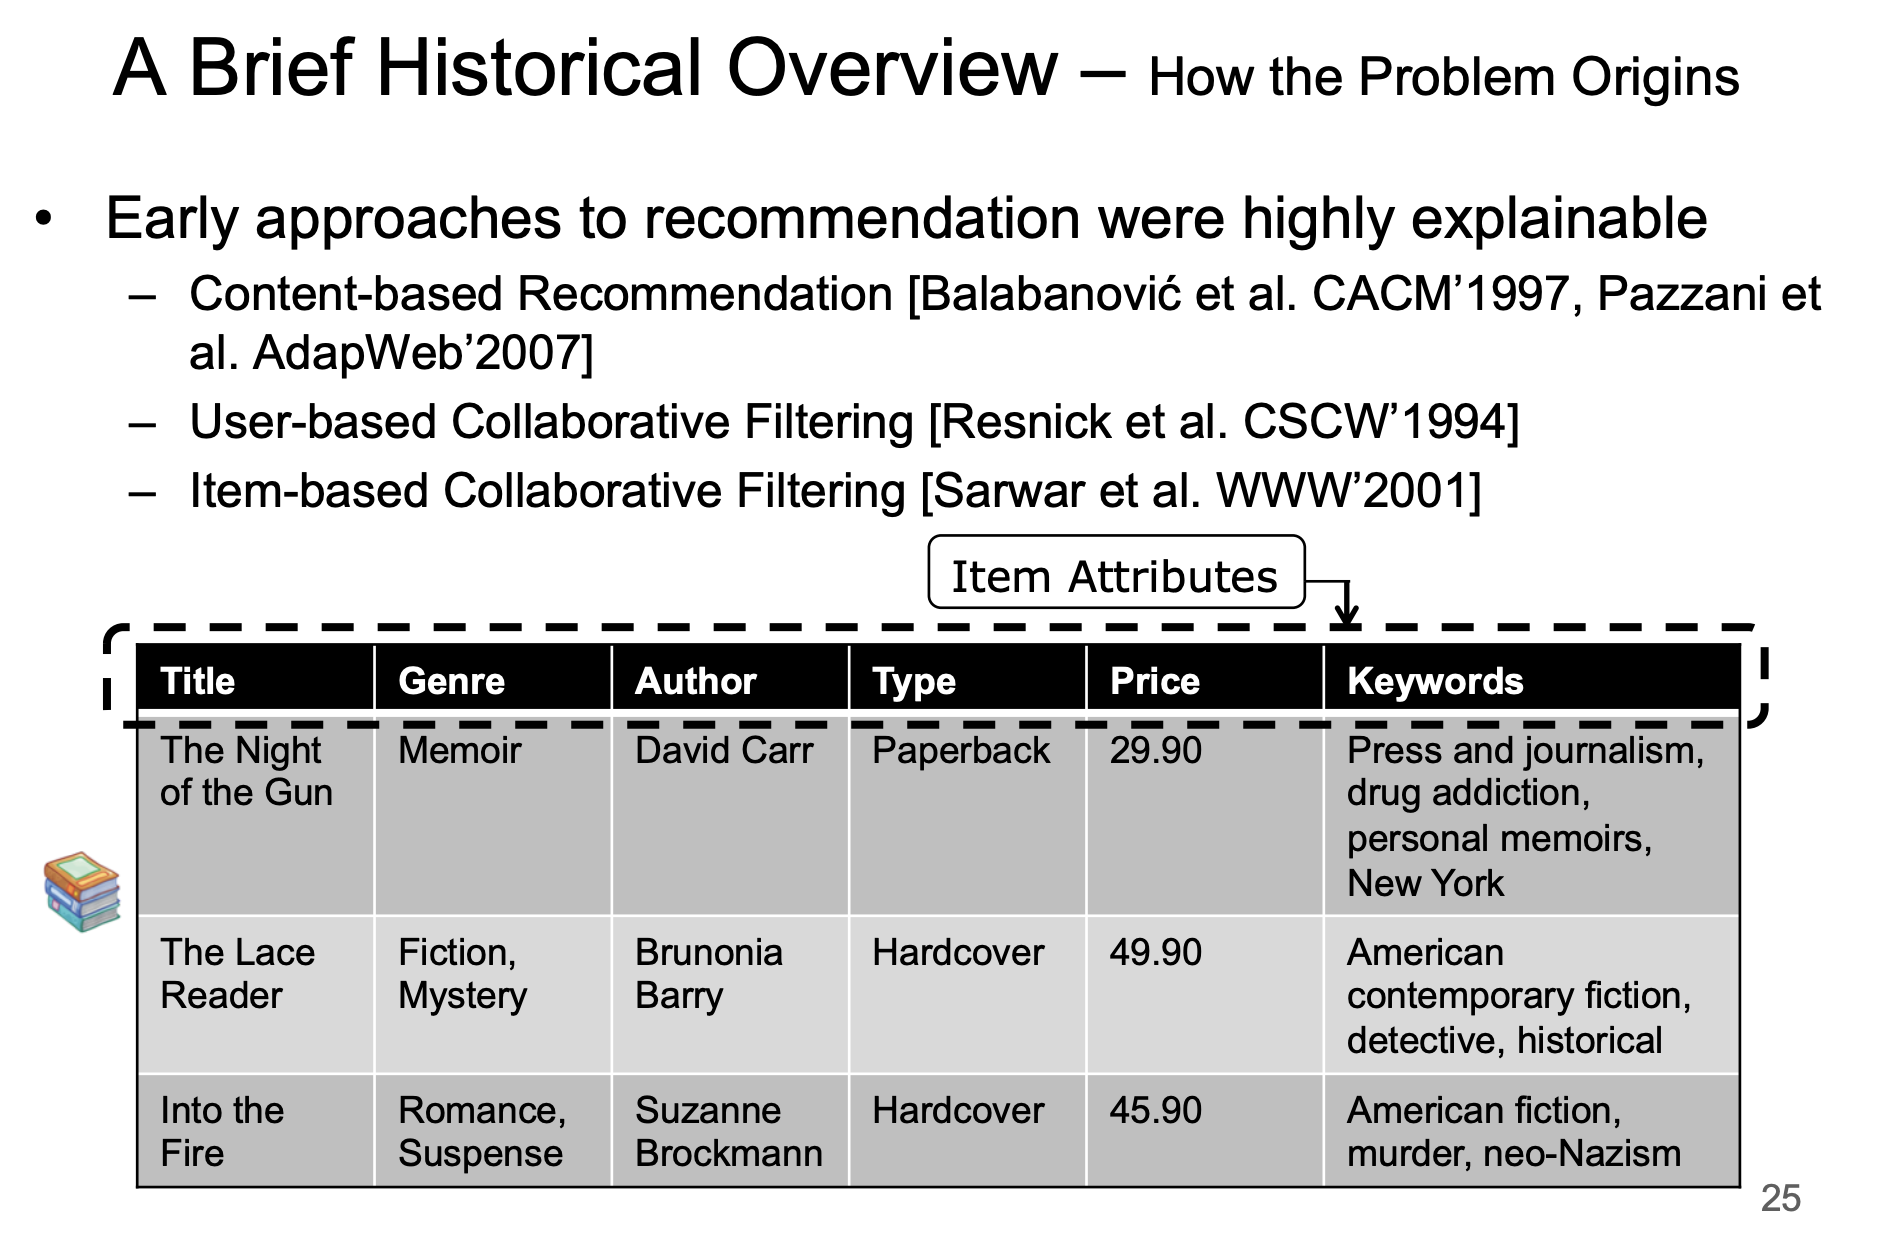 A Brief Historical Overview – How the Problem Origins
• Early approaches to recommendation were highly explainable
– Content-based Recommendation [Balabanović et al. CACM’1997, Pazzani et
al. AdapWeb’2007]
– User-based Collaborative Filtering [Resnick et al. CSCW’1994]
– Item-based Collaborative Filtering [Sarwar et al. WWW’2001]
Item Attributes
Title Genre Author Type Price Keywords
The Night Memoir David Carr Paperback 29.90 Press and journalism,
of the Gun drug addiction,
personal memoirs,
New York
The Lace Fiction, Brunonia Hardcover 49.90 American
Reader Mystery Barry contemporary fiction,
detective, historical
Into the Romance, Suzanne Hardcover 45.90 American fiction,
Fire Suspense Brockmann murder, neo-Nazism
25